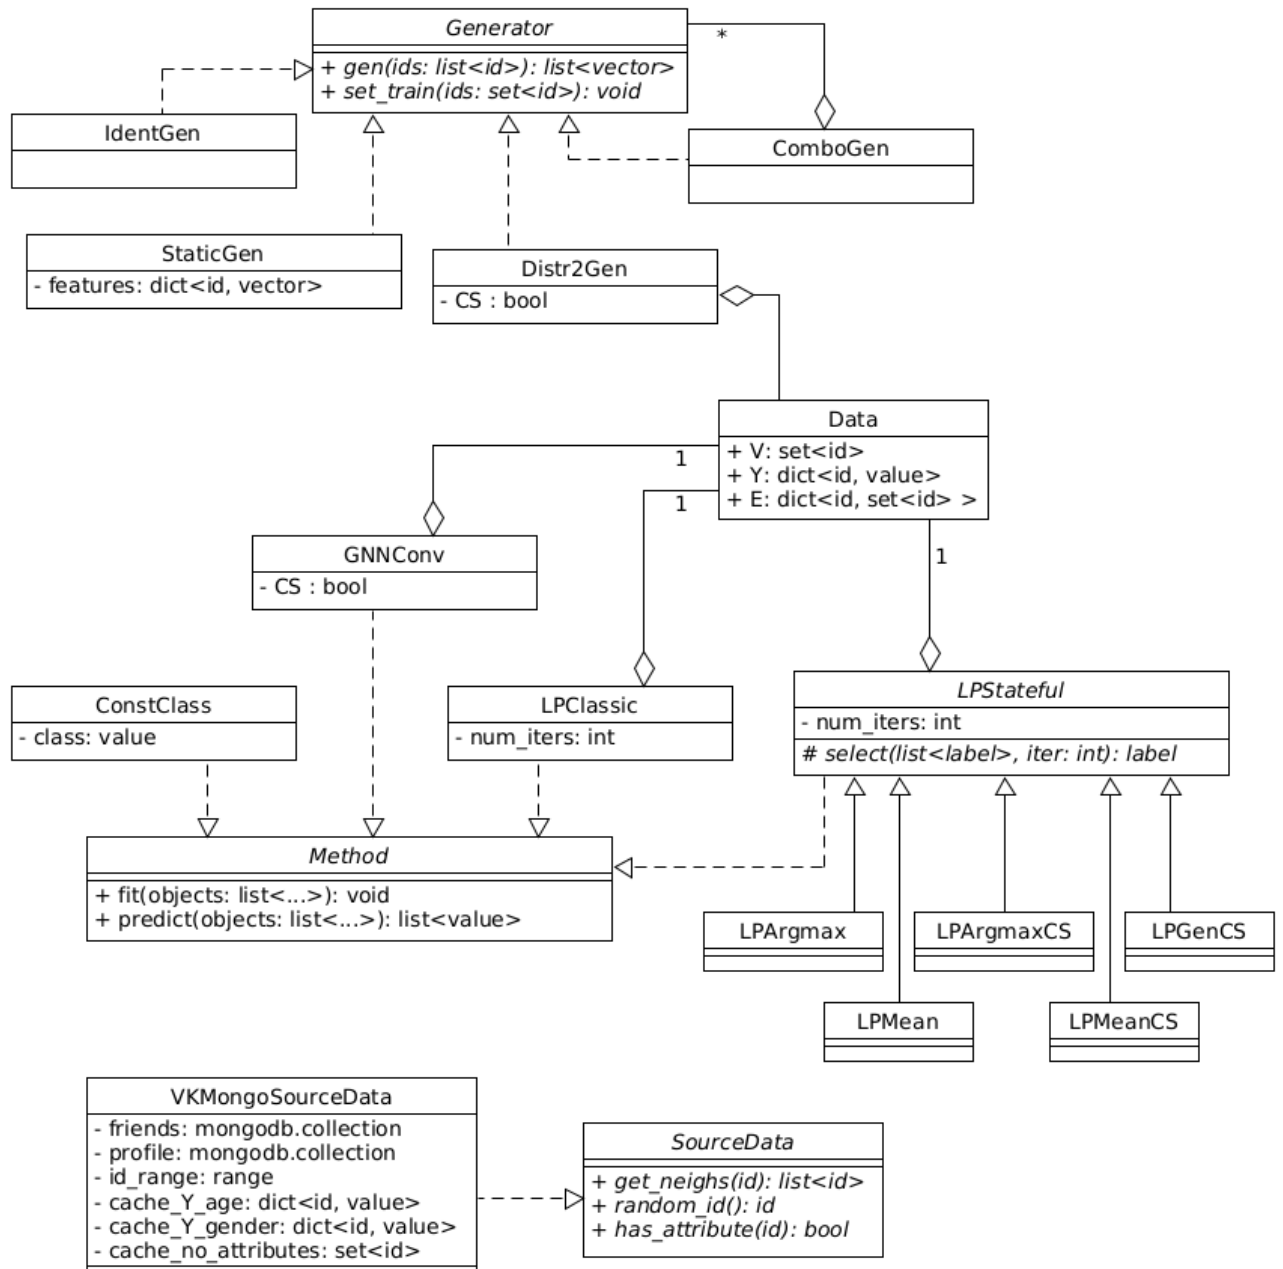 Generator
*
+ gen(ids: list<id>): list<vector>
+ set_train(ids: set<id>): void
IdentGen
ComboGen
StaticGen
- features: dict<id, vector>
Distr2Gen
- CS : bool
Data
+ V: set<id>
+ Y: dict<id, value>
+ E: dict<id, set<id> >
1
1
1
GNNConv
- CS : bool
ConstClass
- class: value
LPClassic
- num_iters: int
LPStateful
- num_iters: int
# select(list<label>, iter: int): label
Method
+ fit(objects: list<...>): void
+ predict(objects: list<...>): list<value>
LPArgmax
LPArgmaxCS
LPGenCS
LPMean
LPMeanCS
VKMongoSourceData
- friends: mongodb.collection
- profile: mongodb.collection
- id_range: range
- cache_Y_age: dict<id, value>
- cache_Y_gender: dict<id, value>
- cache_no_attributes: set<id>
SourceData
+ get_neighs(id): list<id>
+ random_id(): id
+ has_attribute(id): bool